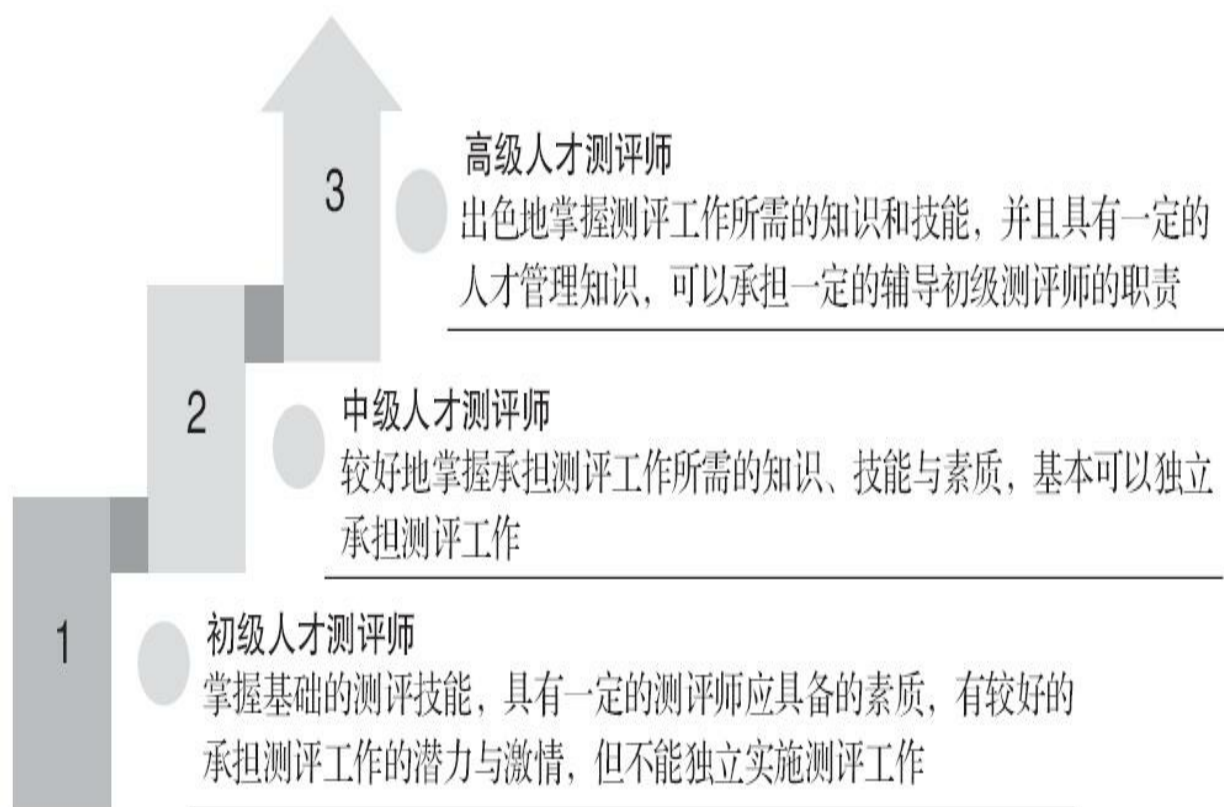 3
高级人才测评师
出色地掌握测评工作所需的知识和技能，并且具有一定的
人才管理知识，可以承担一定的辅导初级测评师的职责
2
中级人才测评师
较好地掌握承担测评工作所需的知识、技能与素质，基本可以独立
承担测评工作
1
初级人才测评师
掌握基础的测评技能，具有一定的测评师应具备的素质，有较好的
承担测评工作的潜力与激情，但不能独立实施测评工作